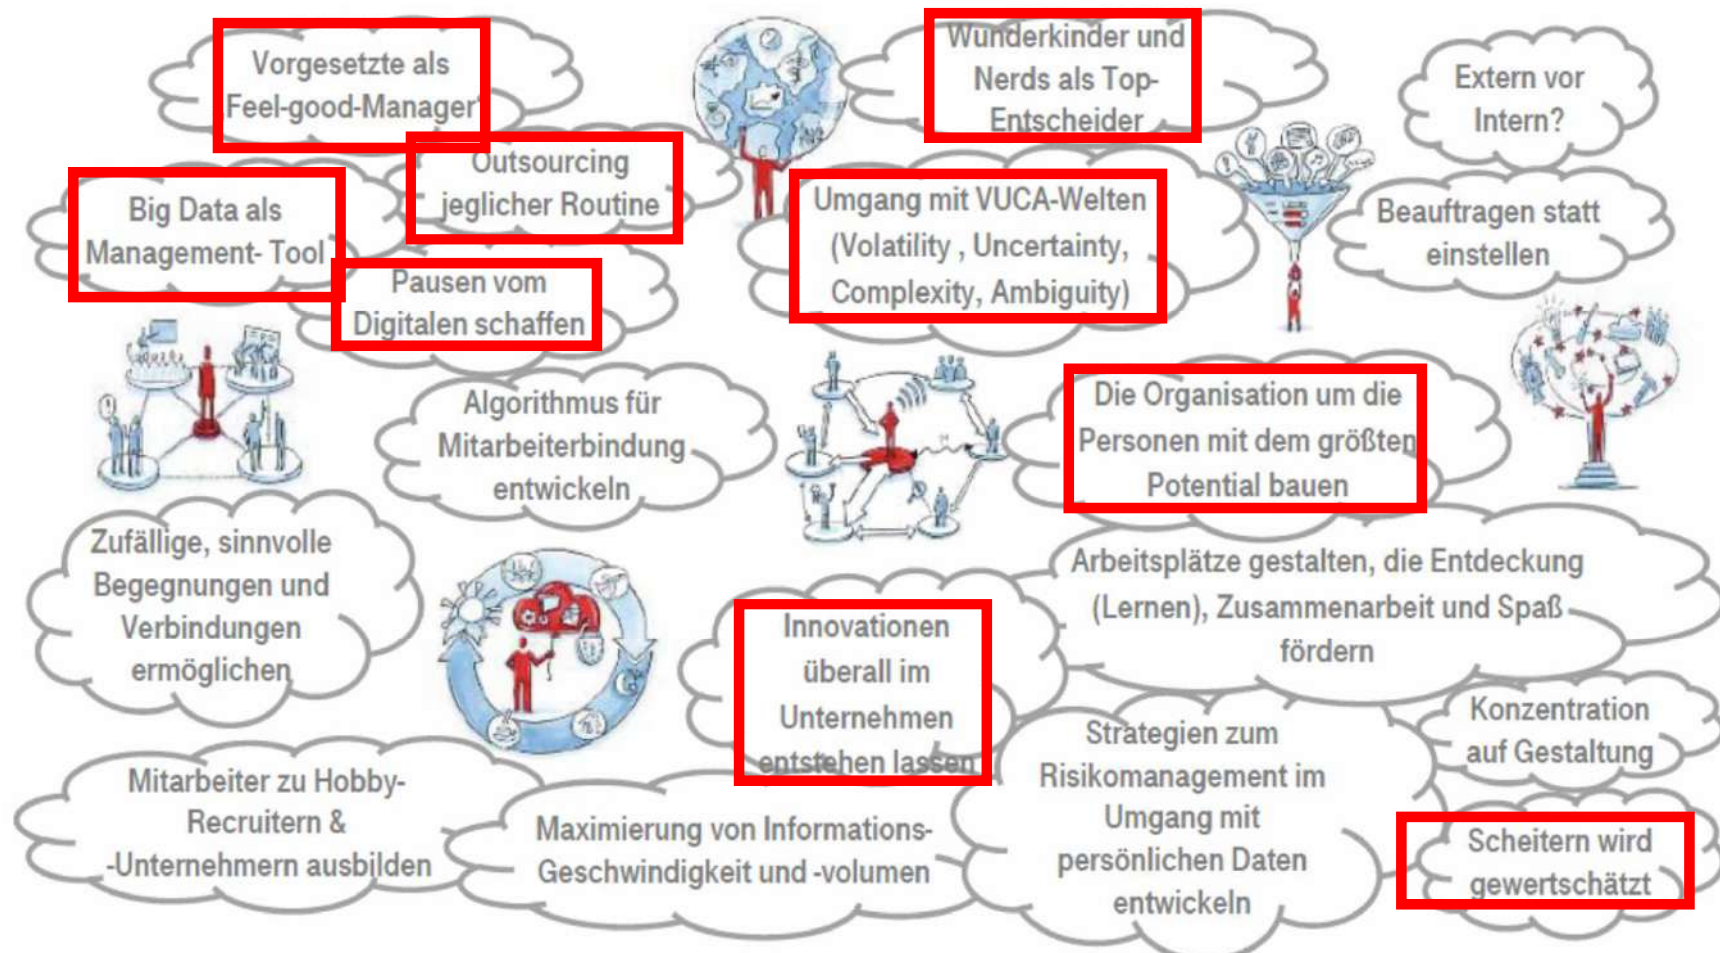 Vorgesetzte als
Feel-good-Manager
Wunderkinder und
Nerds als Top-
Entscheider
Extern vor
Intern?
Outsourcing
jeglicher Routine
Big Data als
Management- Tool
Umgang mit VUCA-Welten
(Volatility , Uncertainty,
Complexity, Ambiguity)
Beauftragen statt
einstellen
Pausen vom
Digitalen schaffen
Algorithmus für
Mitarbeiterbindung
entwickeln
Die Organisation um die
Personen mit dem größten
Potential bauen
Zufällige, sinnvolle
Begegnungen und
Verbindungen
ermöglichen
Arbeitsplätze gestalten, die Entdeckung
(Lernen), Zusammenarbeit und Spaß
fördern
Innovationen
überall im
Unternehmen
entstehen lassen
Konzentration
auf Gestaltung
Strategien zum
Risikomanagement im
Umgang mit
persönlichen Daten
entwickeln
Mitarbeiter zu Hobby-
Recruitern &
-Unternehmern ausbilden
Maximierung von Informations-
Geschwindigkeit und -volumen
Scheitern wird
gewertschätzt